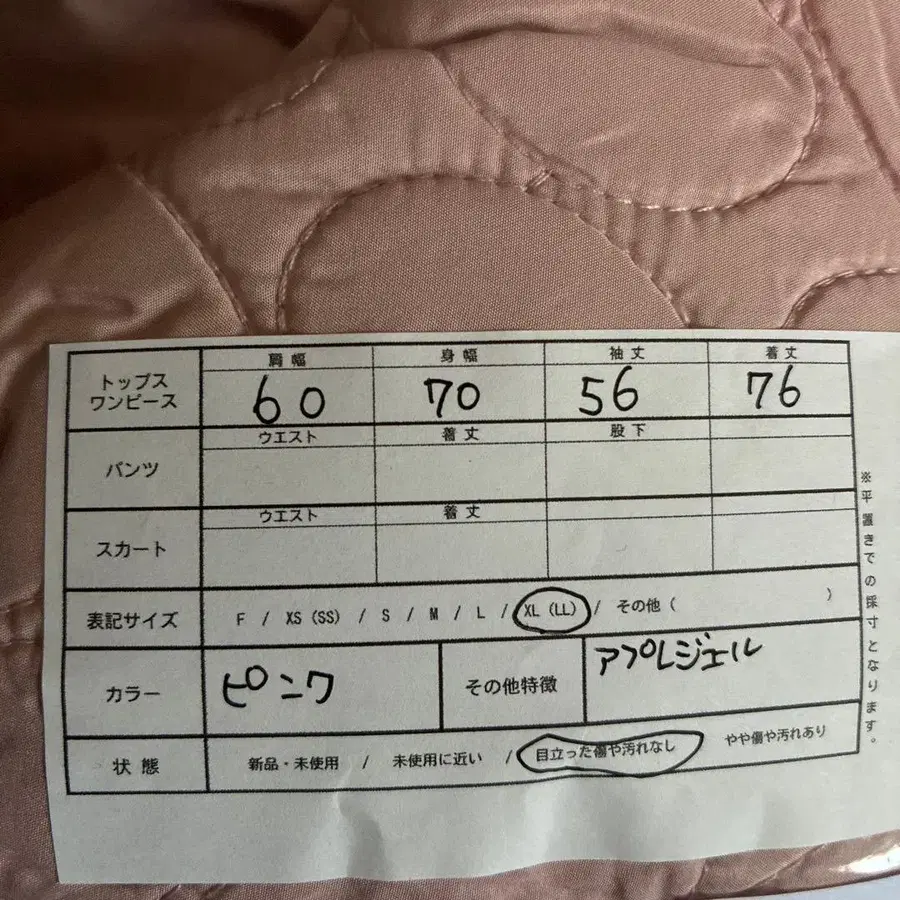 トップス
ワンピース
肩幅 身幅 袖丈 着丈
60 70 56 76
パンツ
ウエスト 着丈 股下
スカート
ウエスト 着丈
表記サイズ F / XS (SS) / S / M / L / XL (LL) / その他 ( )
カラー ピンク その他特徴 アプレジェル
状態 新品・未使用 / 未使用に近い / 目立った傷や汚れなし やや傷や汚れあり
※平置きでの採寸となります。